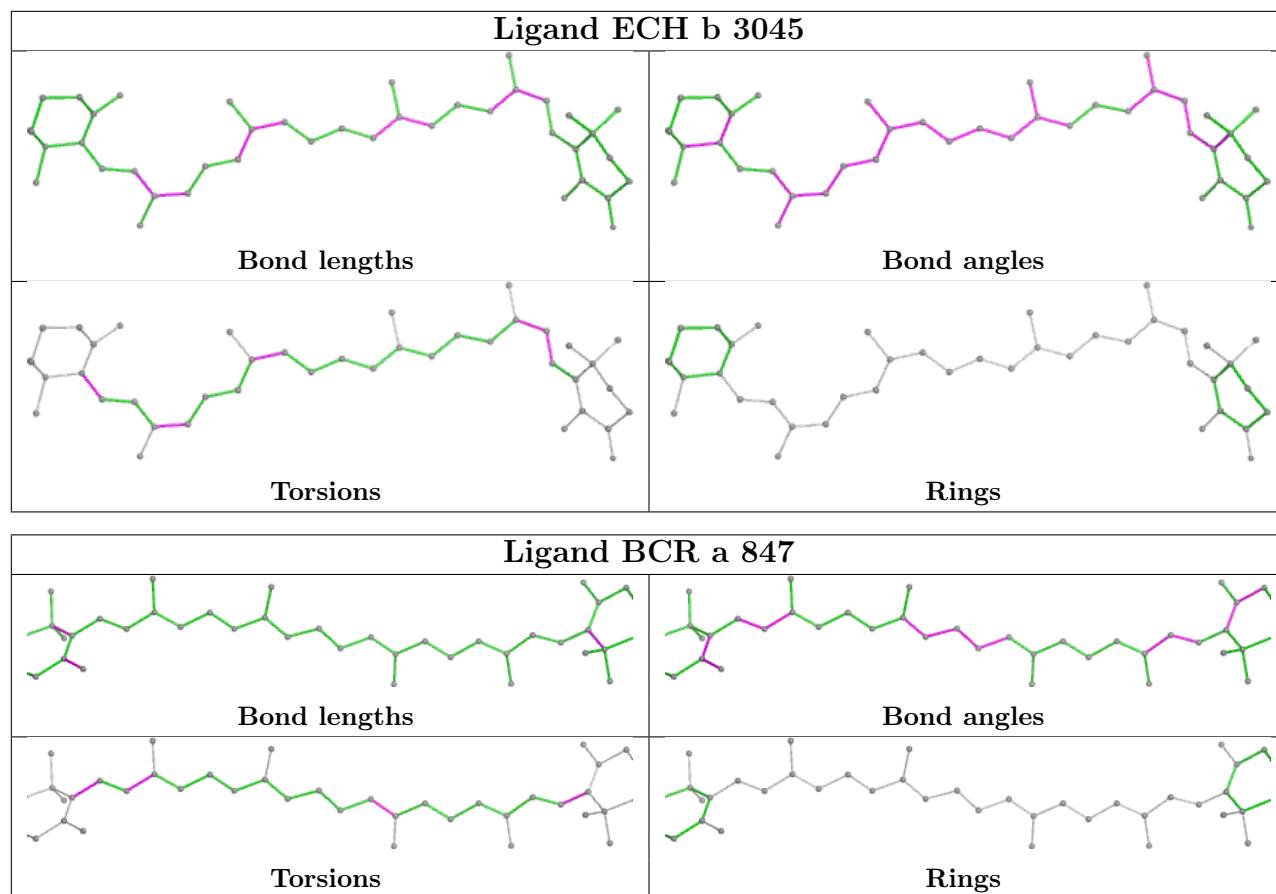 Ligand ECH b 3045
Bond lengths
Bond angles
Torsions
Rings
Ligand BCR a 847
Bond lengths
Bond angles
Torsions
Rings